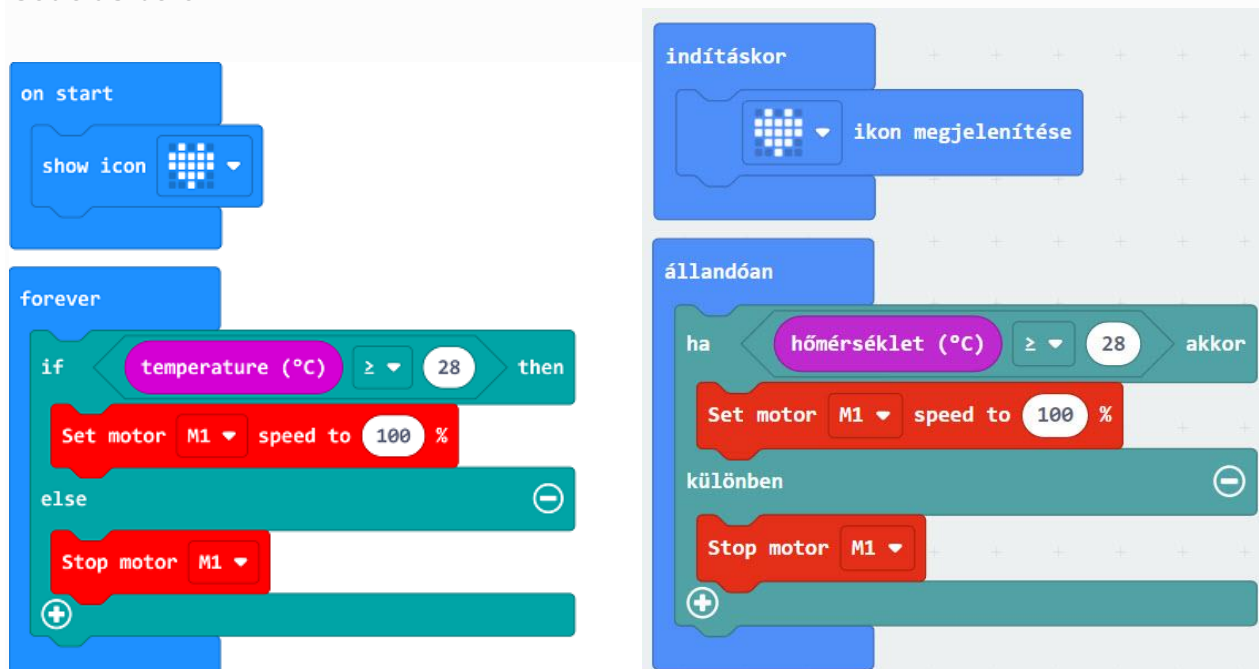 on start
show icon
forever
if temperature (°C) ≥ 28 then
Set motor M1 speed to 100 %
else
Stop motor M1
indításkor
ikon megjelenítése
állandóan
ha hőmérséklet (°C) ≥ 28 akkor
Set motor M1 speed to 100 %
különben
Stop motor M1